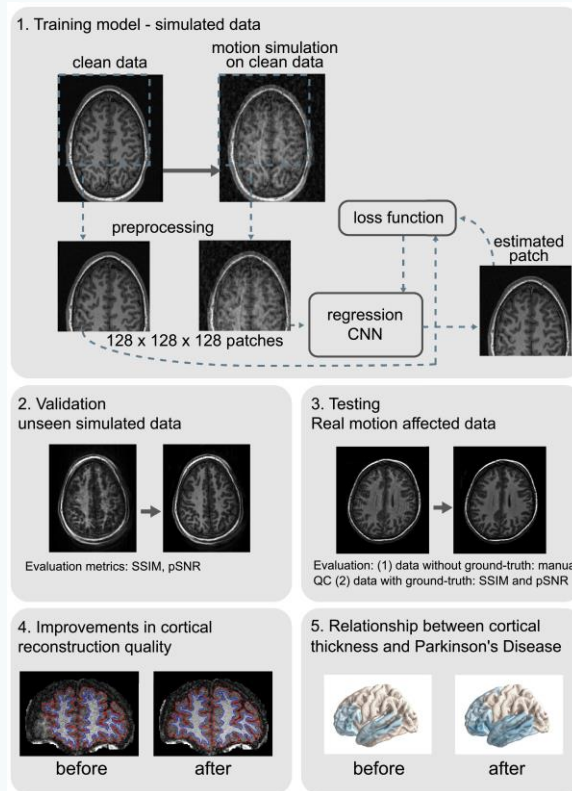 1. Training model - simulated data
clean data
motion simulation
on clean data
preprocessing
loss function
estimated
patch
regression
CNN
128 x 128 x 128 patches
2. Validation
unseen simulated data
Evaluation metrics: SSIM, pSNR
3. Testing
Real motion affected data
Evaluation: (1) data without ground-truth: manua
QC (2) data with ground-truth: SSIM and pSNR
4. Improvements in cortical
reconstruction quality
before
after
5. Relationship between cortical
thickness and Parkinson's Disease
before
after